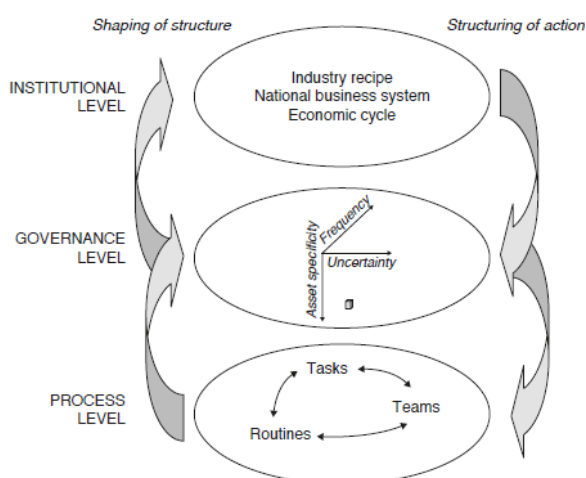 Shaping of structure
Structuring of action
INSTITUTIONAL
LEVEL
Industry recipe
National business system
Economic cycle
GOVERNANCE
LEVEL
Frequency
Uncertainty
Asset specificity
PROCESS
LEVEL
Tasks
Teams
Routines